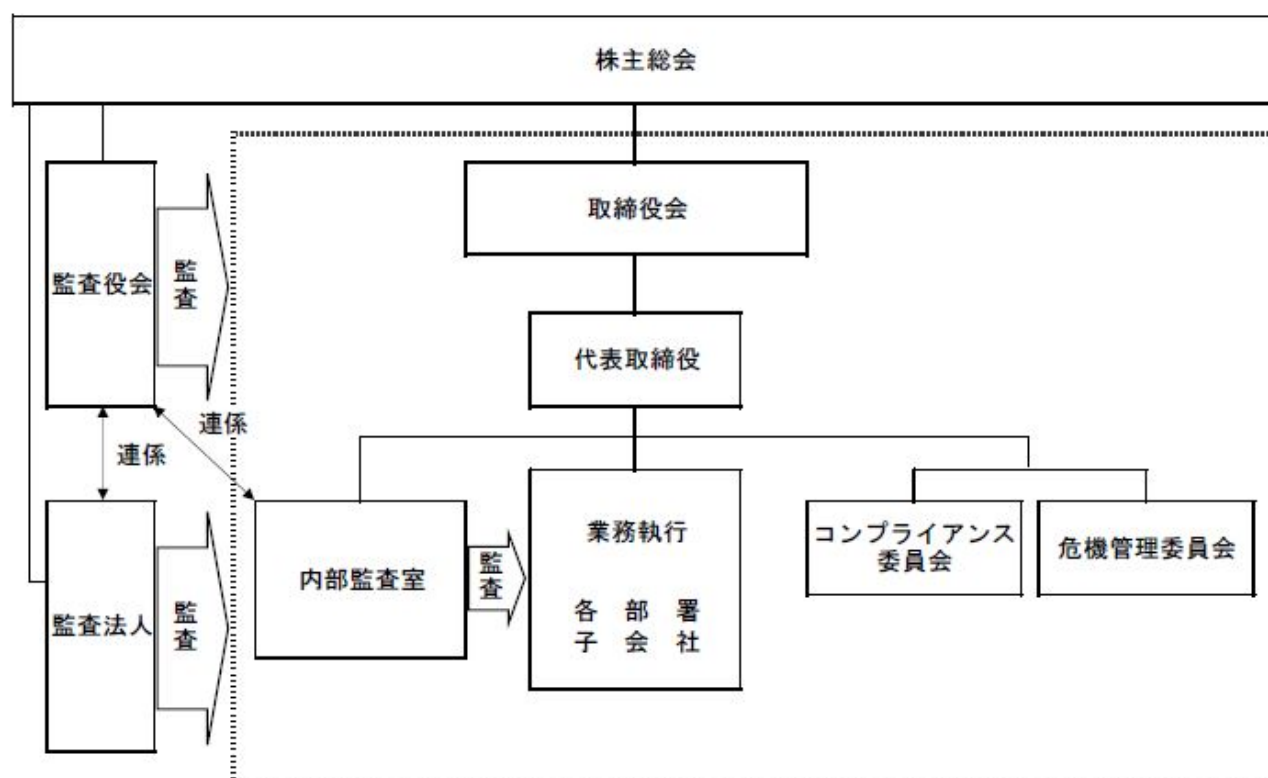 株主総会
取締役会
監査役会
監査
代表取締役
連係
連係
内部監査室
監査
業務執行
各　部　署
子　会　社
コンプライアンス
委員会
危機管理委員会
監査法人
監査